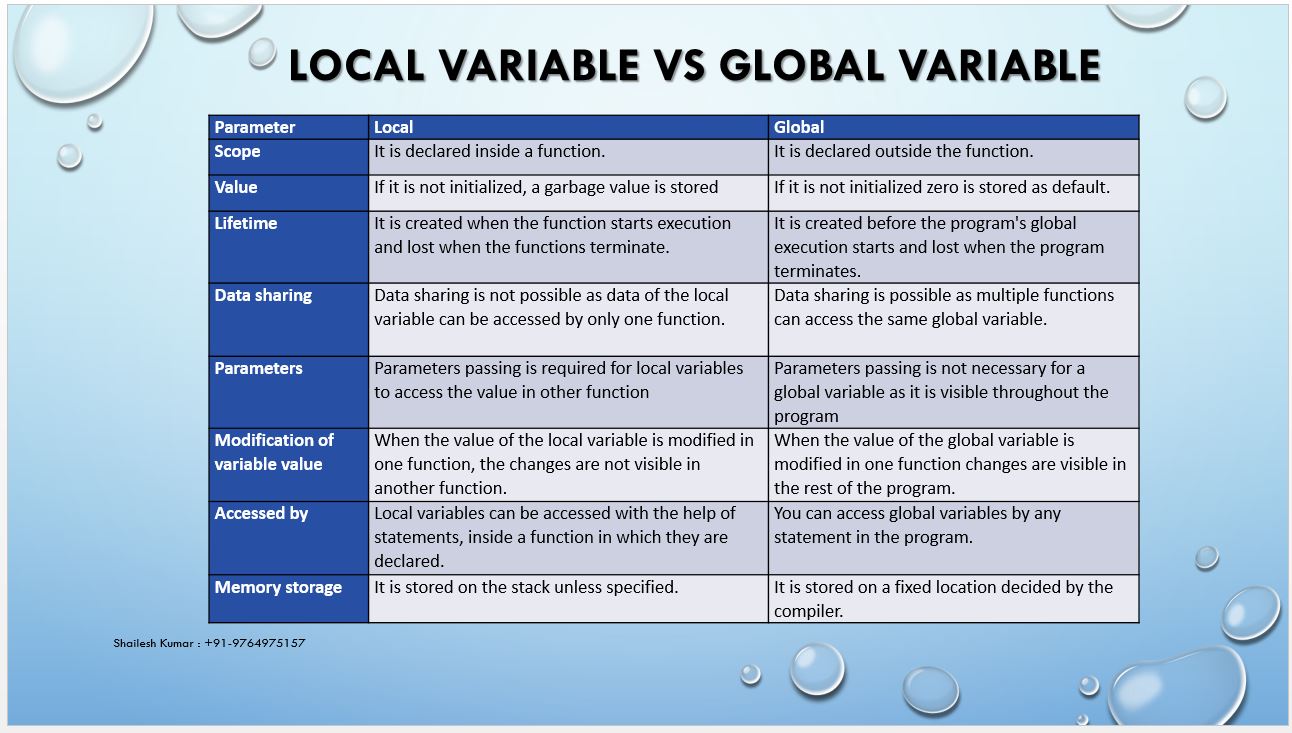 LOCAL VARIABLE VS GLOBAL VARIABLE
Parameter Local Global
Scope It is declared inside a function. It is declared outside the function.
Value If it is not initialized, a garbage value is stored If it is not initialized zero is stored as default.
Lifetime It is created when the function starts execution
and lost when the functions terminate.
It is created before the program's global
execution starts and lost when the program
terminates.
Data sharing Data sharing is not possible as data of the local
variable can be accessed by only one function.
Data sharing is possible as multiple functions
can access the same global variable.
Parameters Parameters passing is required for local variables
to access the value in other function
Parameters passing is not necessary for a
global variable as it is visible throughout the
program
Modification of
variable value
When the value of the local variable is modified in
one function, the changes are not visible in
another function.
When the value of the global variable is
modified in one function changes are visible in
the rest of the program.
Accessed by Local variables can be accessed with the help of
statements, inside a function in which they are
declared.
You can access global variables by any
statement in the program.
Memory storage It is stored on the stack unless specified.
It is stored on a fixed location decided by the
compiler.
Shailesh Kumar : +91-9764975157